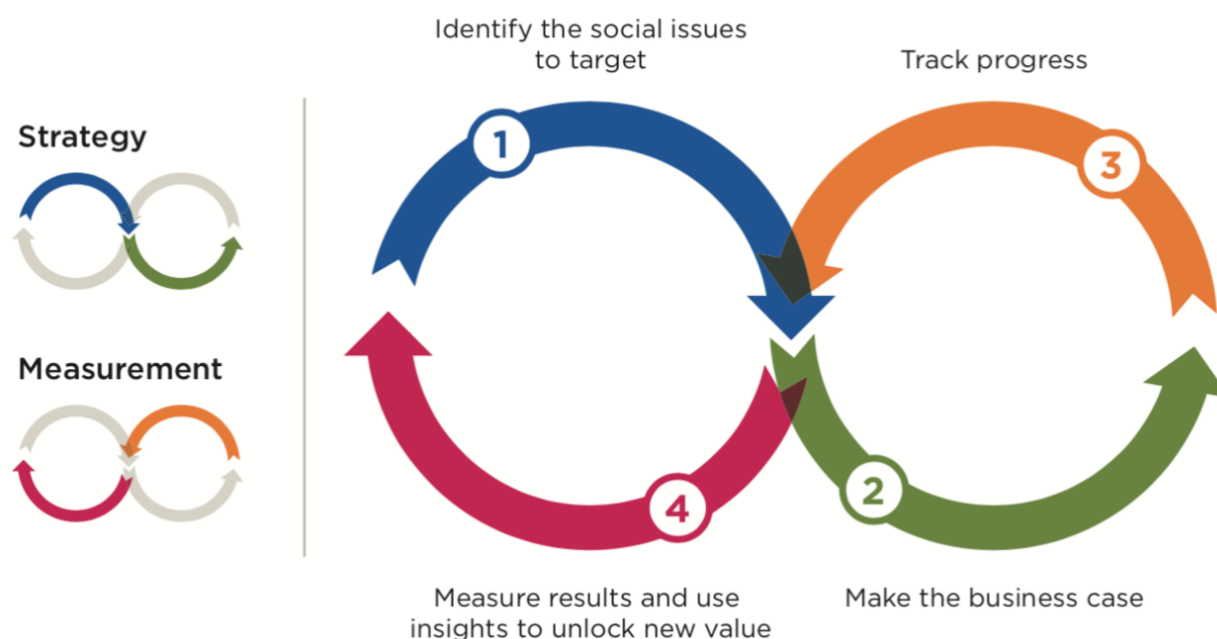 Strategy
Measurement
Identify the social issues
to target
1
Track progress
3
4
2
Measure results and use
insights to unlock new value
Make the business case